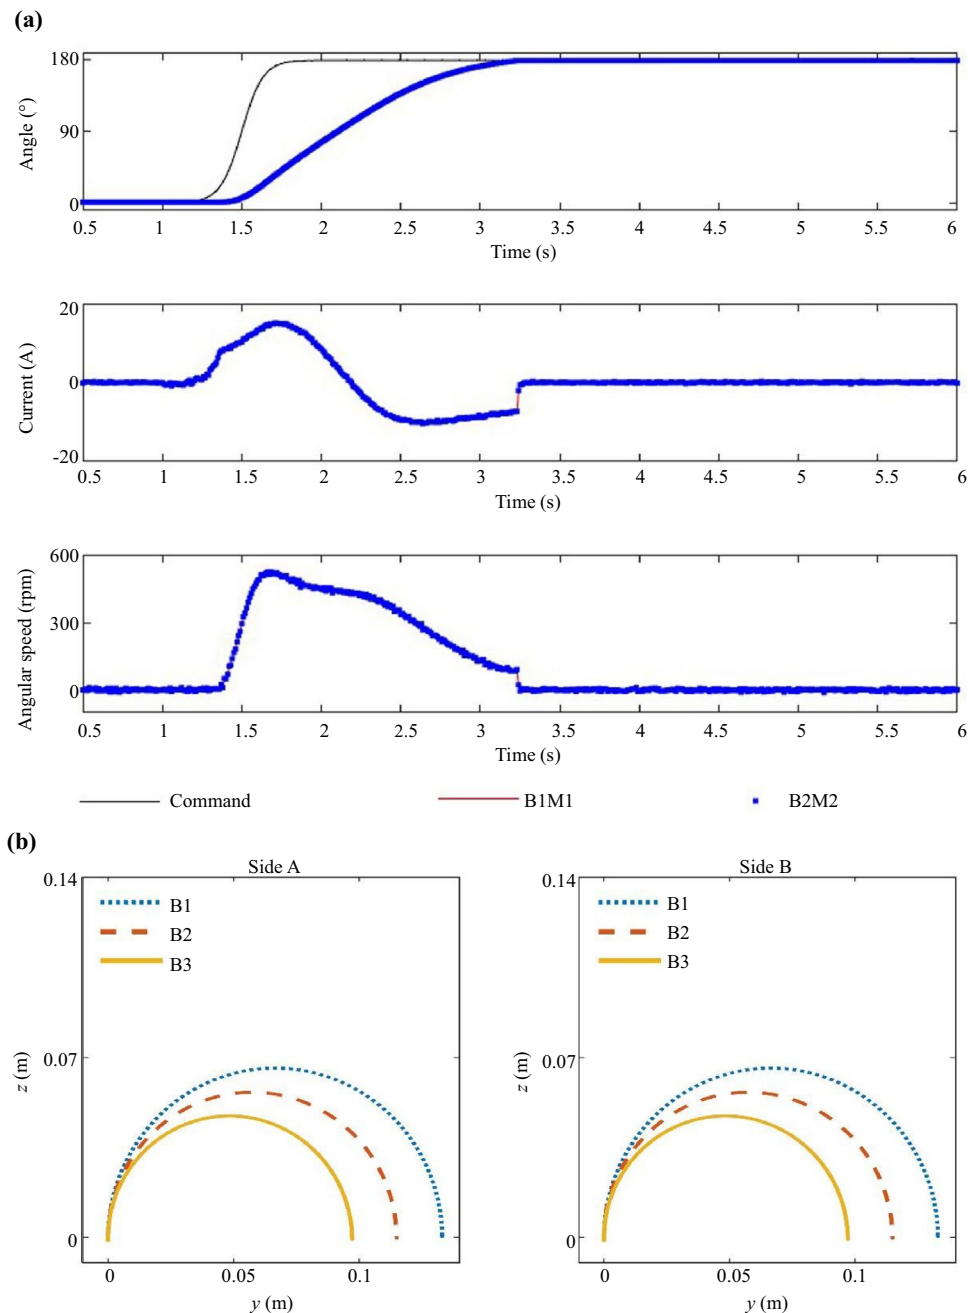 (a)
180
90
0
Angle (°)
0.5 1 1.5 2 2.5 3 3.5 4 4.5 5 5.5 6
Time (s)
20
0
-20
Current (A)
0.5 1 1.5 2 2.5 3 3.5 4 4.5 5 5.5 6
Time (s)
600
300
0
Angular speed (rpm)
0.5 1 1.5 2 2.5 3 3.5 4 4.5 5 5.5 6
Time (s)
Command B1M1 B2M2
(b)
Side A
0.14
0.07
0
z (m)
B1
B2
B3
0 0.05 0.1
y (m)
Side B
0.14
0.07
0
z (m)
B1
B2
B3
0 0.05 0.1
y (m)